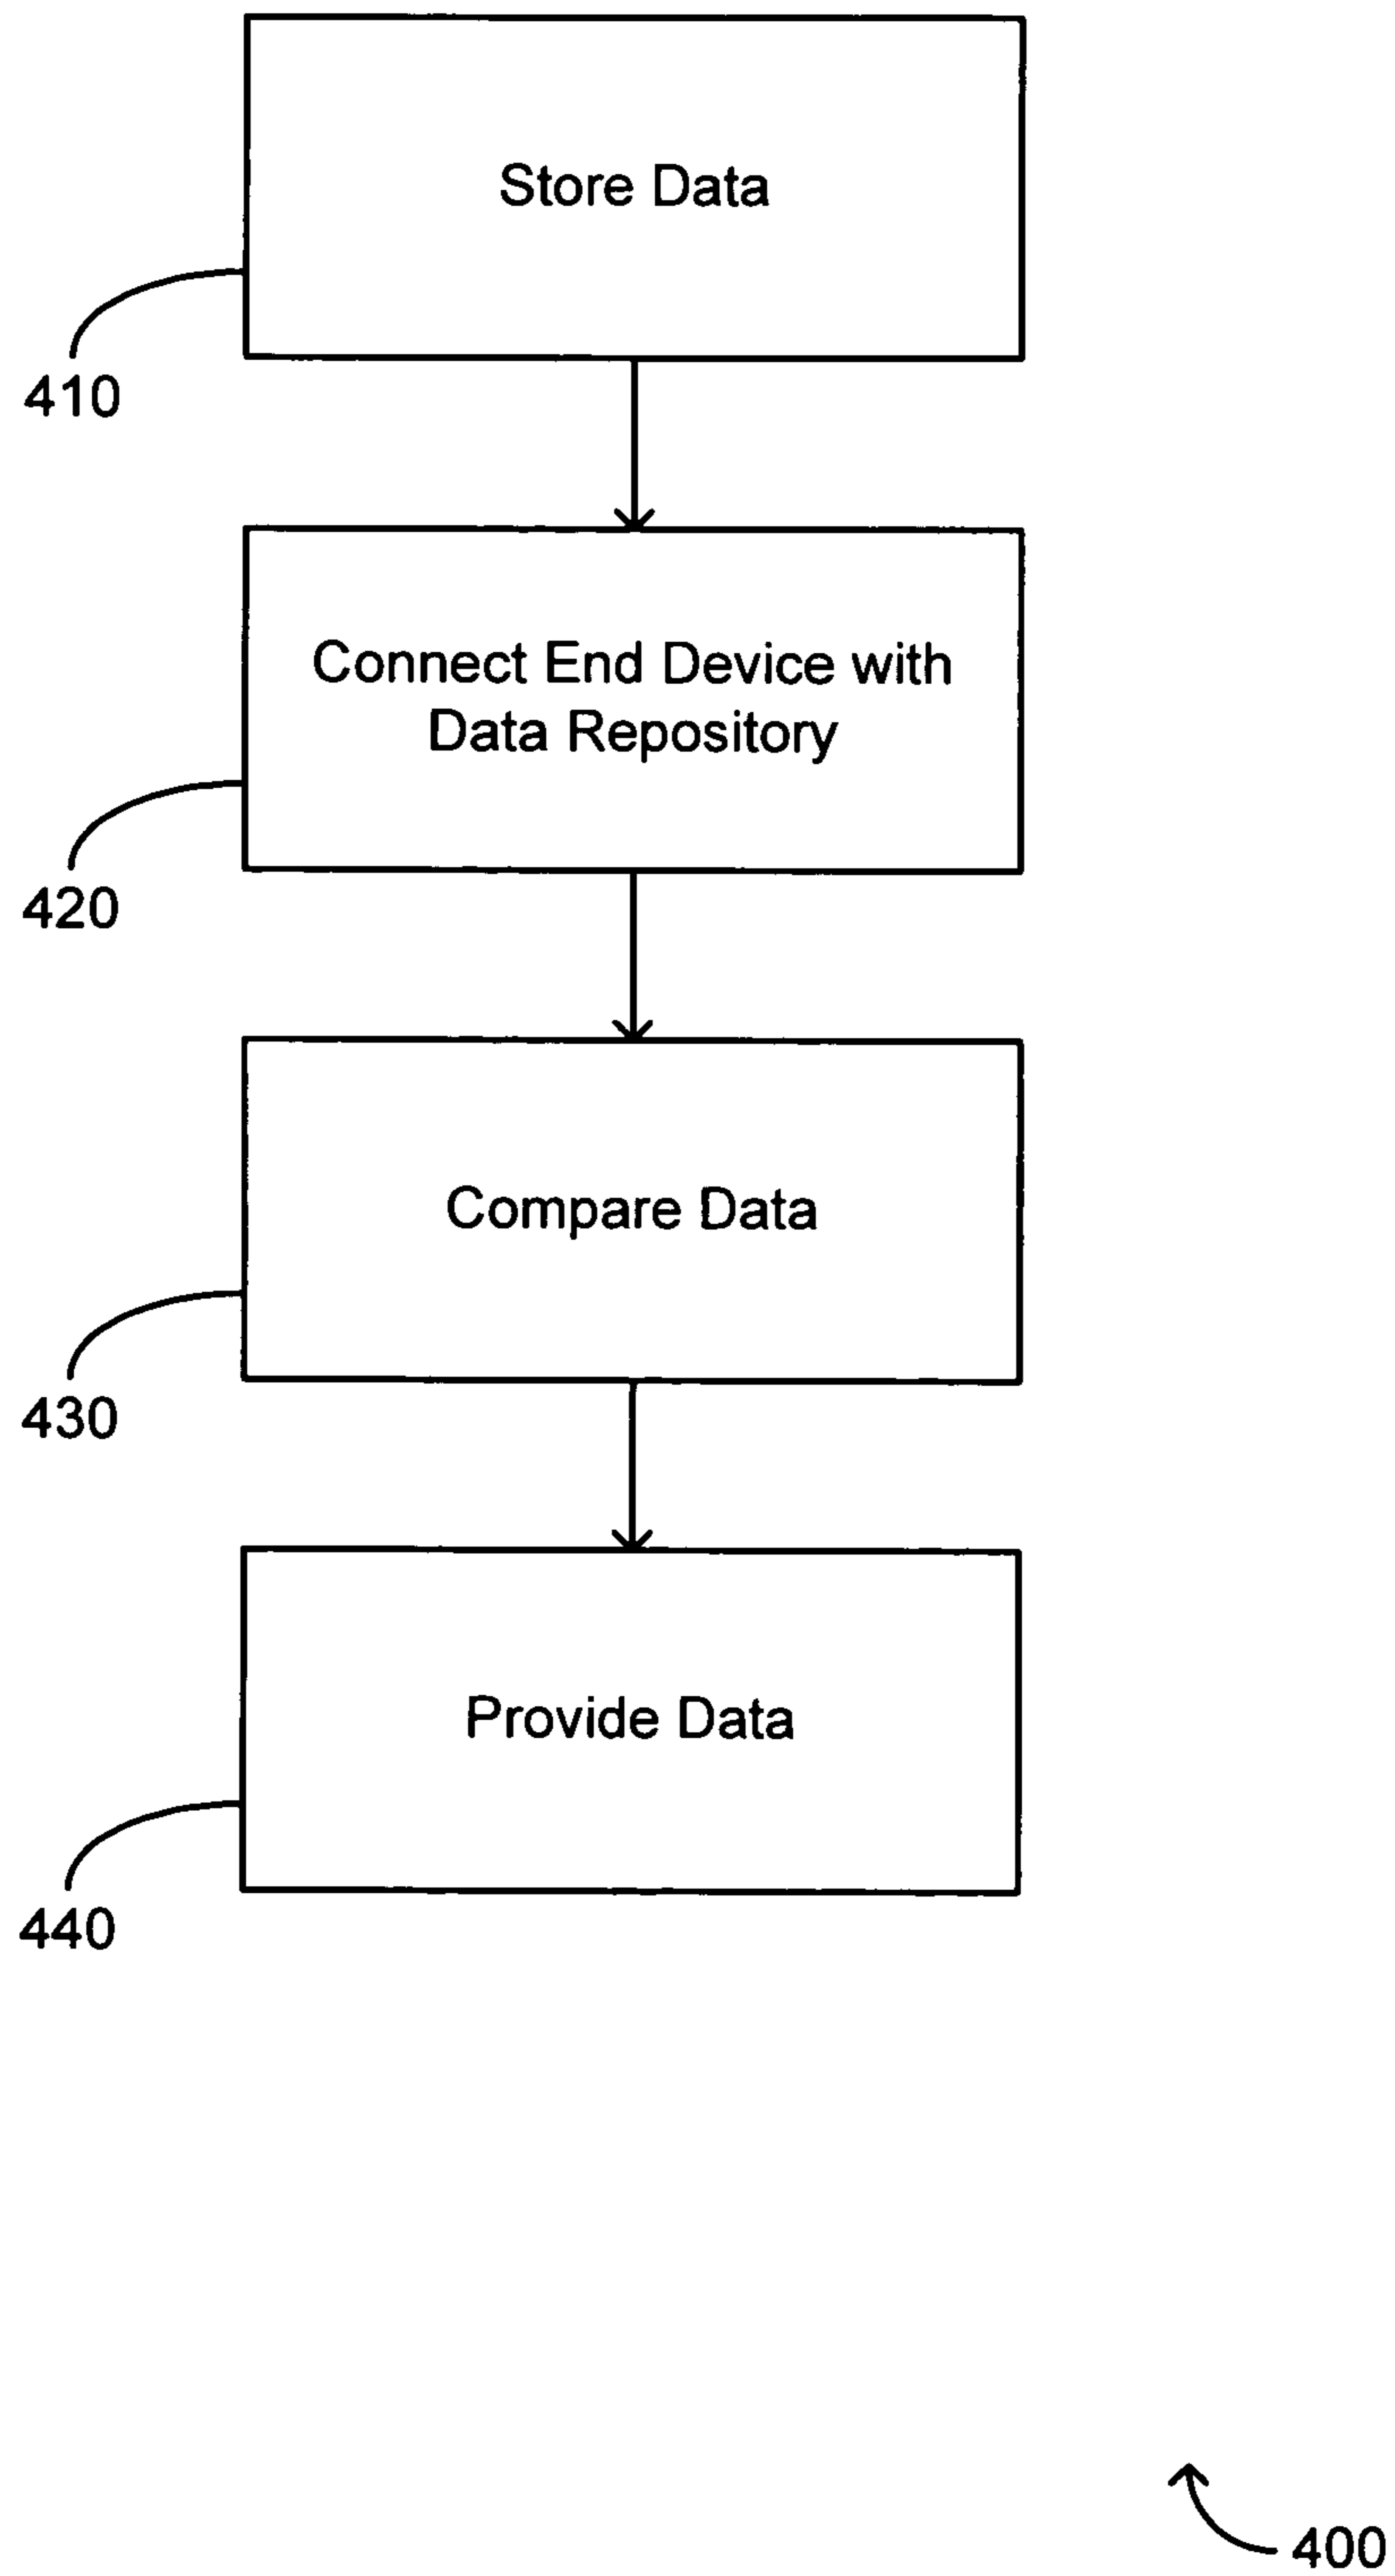 Store Data
410
Connect End Device with
Data Repository
420
Compare Data
430
Provide Data
440
400